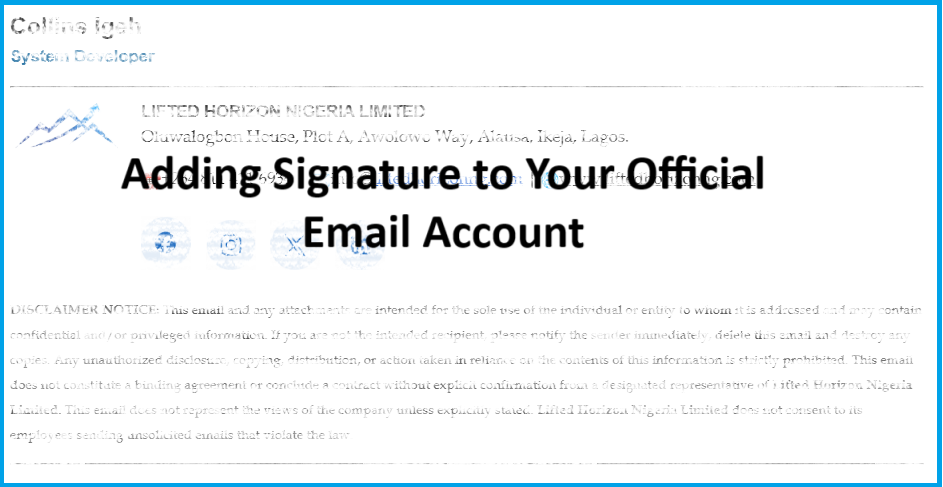 Collins Igeh
System Developer
LIFTED HORIZON NIGERIA LIMITED
Oluwalogbon House, Plot A, Awolowo Way, Alausa, Ikeja, Lagos.
Adding Signature to Your Official
Email Account
DISCLAIMER NOTICE: This email and any attachments are intended for the sole use of the individual or entity to whom it is addressed and may contain
confidential and/or privileged information. If you are not the intended recipient, please notify the sender immediately, delete this email and destroy any
copies. Any unauthorized disclosure, copying, distribution, or action taken in reliance on the contents of this information is strictly prohibited. This email
does not constitute a binding agreement or conclude a contract without explicit confirmation from a designated representative of Lifted Horizon Nigeria
Limited. This email does not represent the views of the company unless explicitly stated. Lifted Horizon Nigeria Limited does not consent to its
employees sending unsolicited emails that violate the law.